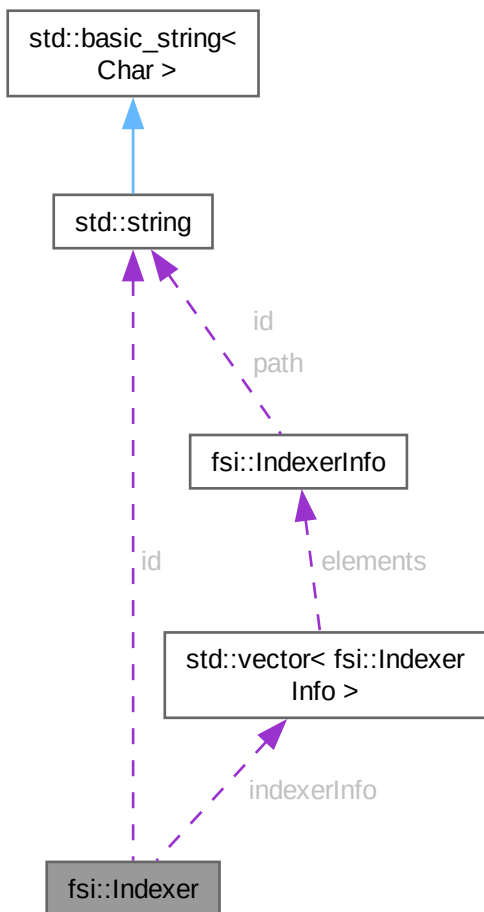 std::basic_string<
Char >
std::string
id
path
fsi::IndexerInfo
id
elements
std::vector< fsi::Indexer
Info >
indexerInfo
fsi::Indexer